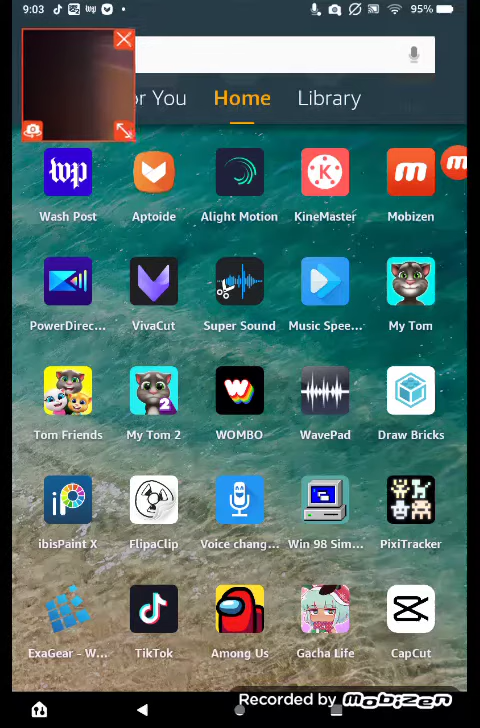 9:03 95%
or You Home Library
Wash Post Aptoide Alight Motion KineMaster Mobizen
PowerDirec... VivaCut Super Sound Music Spee... My Tom
Tom Friends My Tom 2 WOMBO WavePad Draw Bricks
ibisPaint X FlipaClip Voice chang... Win 98 Sim... PixiTracker
ExaGear - W... TikTok Among Us Gacha Life CapCut
Recorded by mobizen